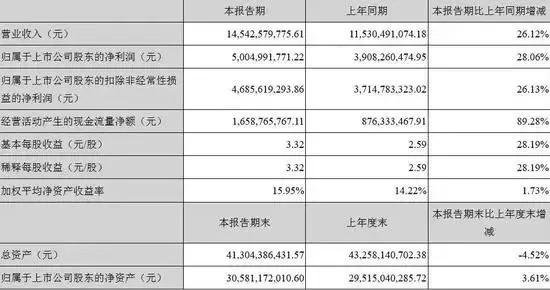 本报告期 上年同期 本报告期比上年同期增减
营业收入（元） 14,542,579,775.61 11,530,491,074.18 26.12%
归属于上市公司股东的净利润（元） 5,004,991,771.22 3,908,260,474.95 28.06%
归属于上市公司股东的扣除非经常性损
益的净利润（元） 4,685,619,293.86 3,714,783,323.02 26.13%
经营活动产生的现金流量净额（元） 1,658,765,767.11 876,333,467.91 89.28%
基本每股收益（元/股） 3.32 2.59 28.19%
稀释每股收益（元/股） 3.32 2.59 28.19%
加权平均净资产收益率 15.95% 14.22% 1.73%
本报告期末 上年度末 本报告期末比上年度末增
减
总资产（元） 41,304,386,431.57 43,258,140,702.38 -4.52%
归属于上市公司股东的净资产（元） 30,581,172,010.60 29,515,040,285.72 3.61%